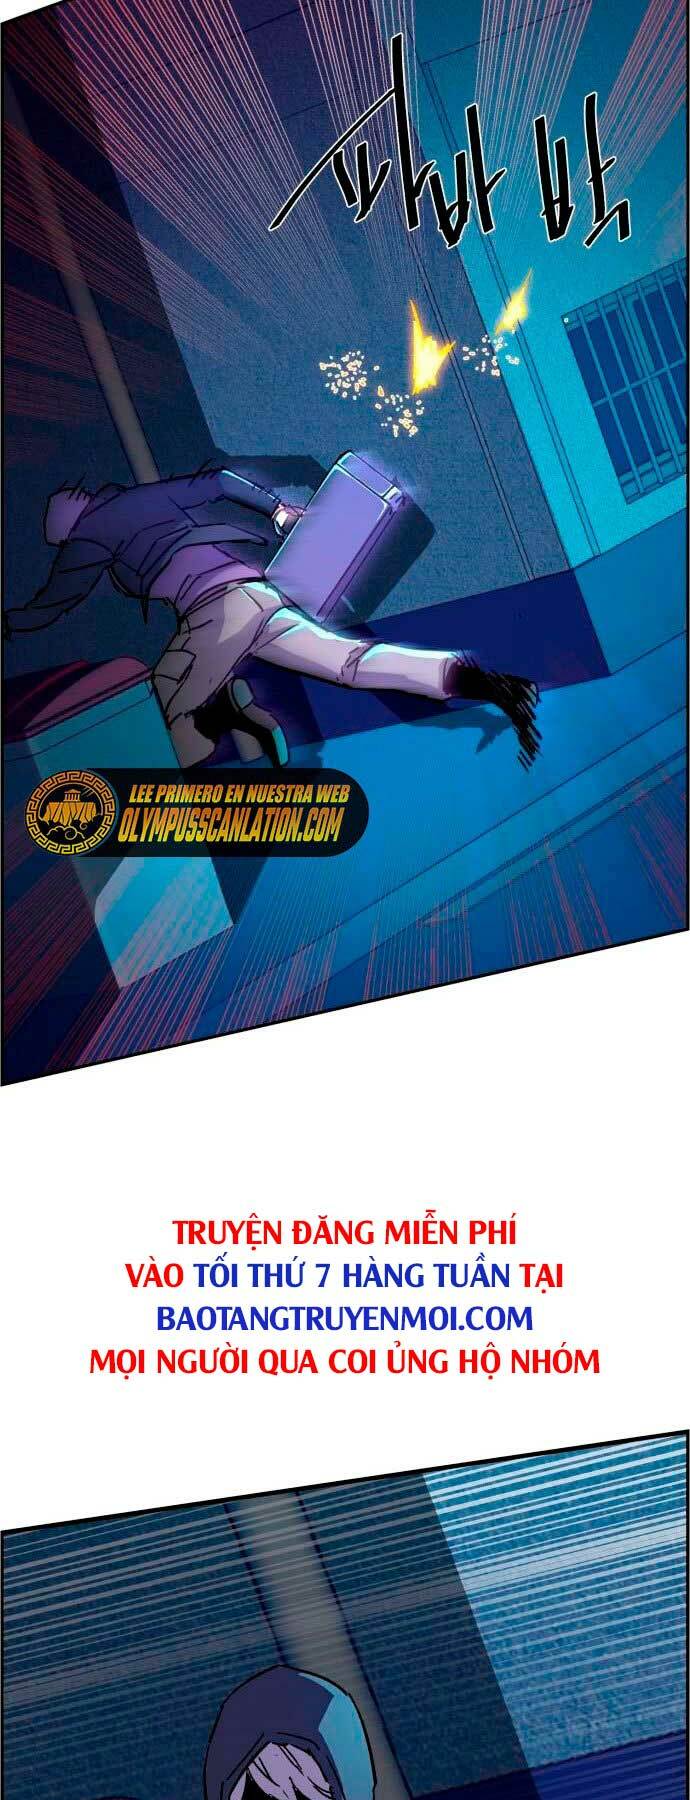 파바박
LEE PRIMERO EN NUESTRA WEB
OLYMPUSSCANLATION.COM
TRUYỆN ĐĂNG MIỄN PHÍ
VÀO TỐI THỨ 7 HÀNG TUẦN TẠI
BAOTANGTRUYENMOI.COM
MỌI NGƯỜI QUA COI ỦNG HỘ NHÓM